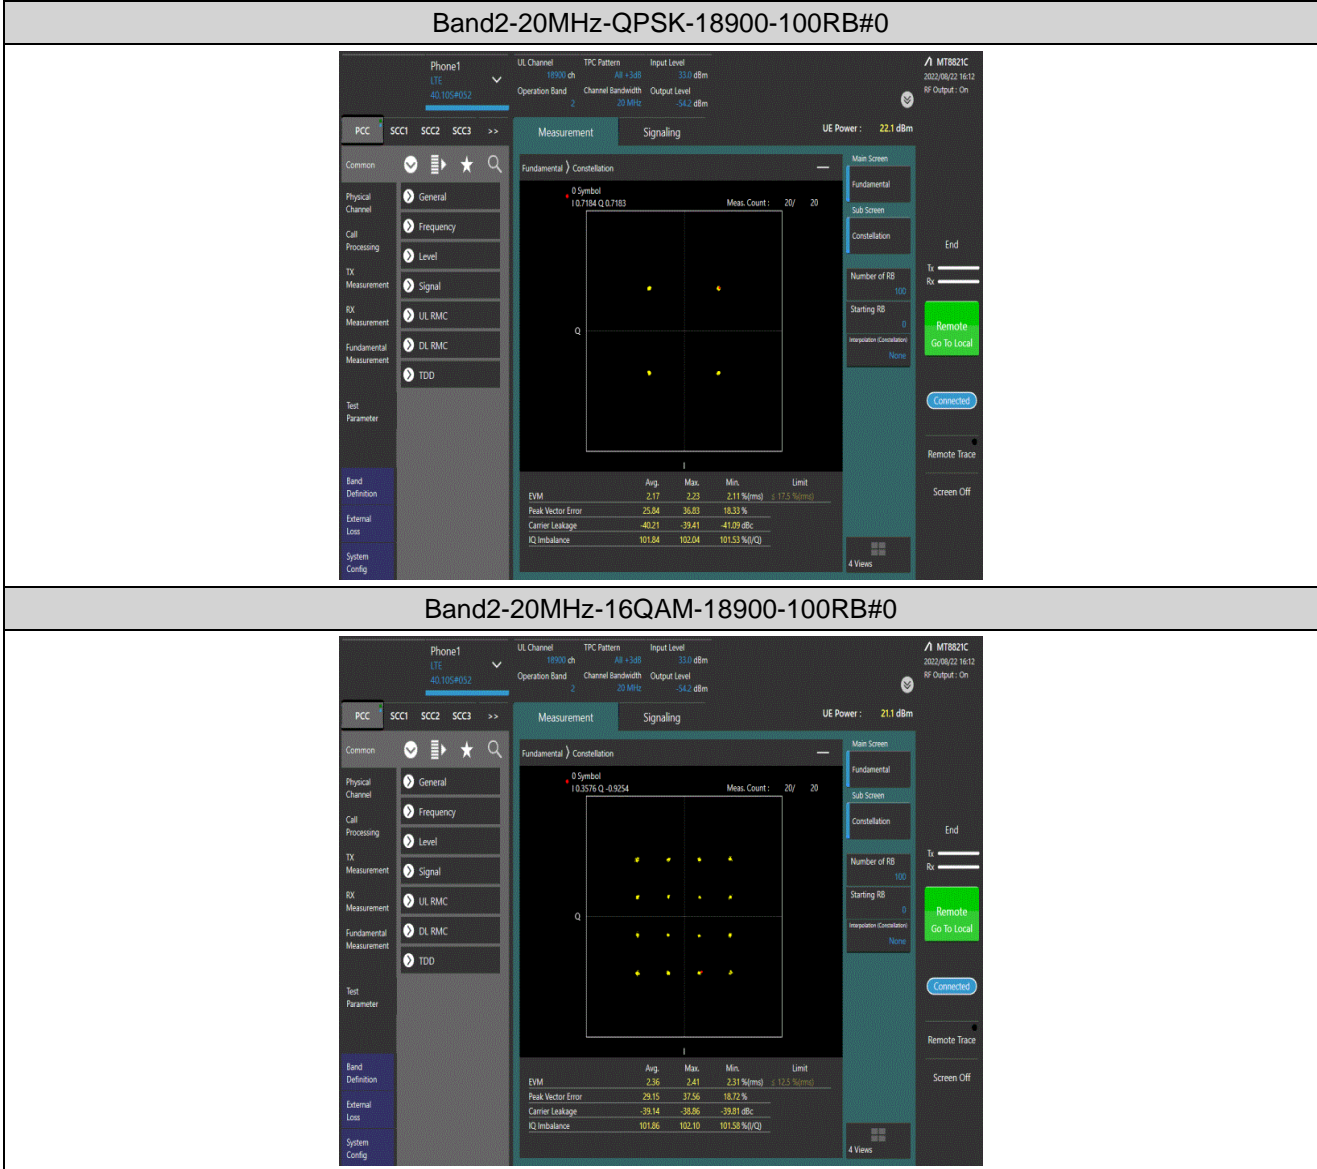 Band2-20MHz-QPSK-18900-100RB#0
Phone1
LTE
40.10S#052
UL Channel TPC Pattern Input Level
18900 ch All +3dB 33.0 dBm
Operation Band Channel Bandwidth Output Level
2 20 MHz -54.2 dBm
MT8821C
2022/08/22 16:12
RF Output : On
PCC SCC1 SCC2 SCC3 >>
Measurement Signaling UE Power : 22.1 dBm
Common
Physical
Channel
Call
Processing
TX
Measurement
RX
Measurement
Fundamental
Measurement
Test
Parameter
Band
Definition
External
Loss
System
Config
General
Frequency
Level
Signal
UL RMC
DL RMC
TDD
Fundamental Constellation
0 Symbol
I 0.7184 Q 0.7183 Meas. Count : 20/ 20
Q
I
Avg. Max. Min. Limit
EVM 2.17 2.23 2.11 %(rms) ≤ 17.5 %(rms)
Peak Vector Error 25.84 36.83 18.33 %
Carrier Leakage -40.21 -39.41 -41.09 dBc
IQ Imbalance 101.84 102.04 101.53 %(I/Q)
Main Screen
Fundamental
Sub Screen
Constellation
Number of RB
100
Starting RB
0
Interpolation (Constellation)
None
4 Views
End
Tx
Rx
Remote
Go To Local
Connected
Remote Trace
Screen Off
Band2-20MHz-16QAM-18900-100RB#0
Phone1
LTE
40.10S#052
UL Channel TPC Pattern Input Level
18900 ch All +3dB 33.0 dBm
Operation Band Channel Bandwidth Output Level
2 20 MHz -54.2 dBm
MT8821C
2022/08/22 16:12
RF Output : On
PCC SCC1 SCC2 SCC3 >>
Measurement Signaling UE Power : 21.1 dBm
Common
Physical
Channel
Call
Processing
TX
Measurement
RX
Measurement
Fundamental
Measurement
Test
Parameter
Band
Definition
External
Loss
System
Config
General
Frequency
Level
Signal
UL RMC
DL RMC
TDD
Fundamental Constellation
0 Symbol
I 0.3576 Q -0.9254 Meas. Count : 20/ 20
Q
I
Avg. Max. Min. Limit
EVM 2.36 2.41 2.31 %(rms) ≤ 12.5 %(rms)
Peak Vector Error 29.15 37.56 18.72 %
Carrier Leakage -39.14 -38.86 -39.81 dBc
IQ Imbalance 101.86 102.10 101.58 %(I/Q)
Main Screen
Fundamental
Sub Screen
Constellation
Number of RB
100
Starting RB
0
Interpolation (Constellation)
None
4 Views
End
Tx
Rx
Remote
Go To Local
Connected
Remote Trace
Screen Off